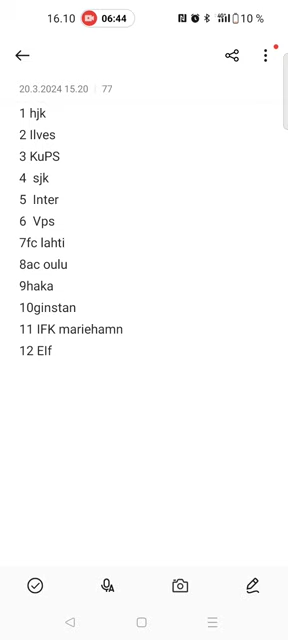 16.10 06:44 4G 10 %
20.3.2024 15.20 | 77
1 hjk
2 Ilves
3 KuPS
4  sjk
5  Inter
6  Vps
7fc lahti
8ac oulu
9haka
10ginstan
11 IFK mariehamn
12 Elf
A